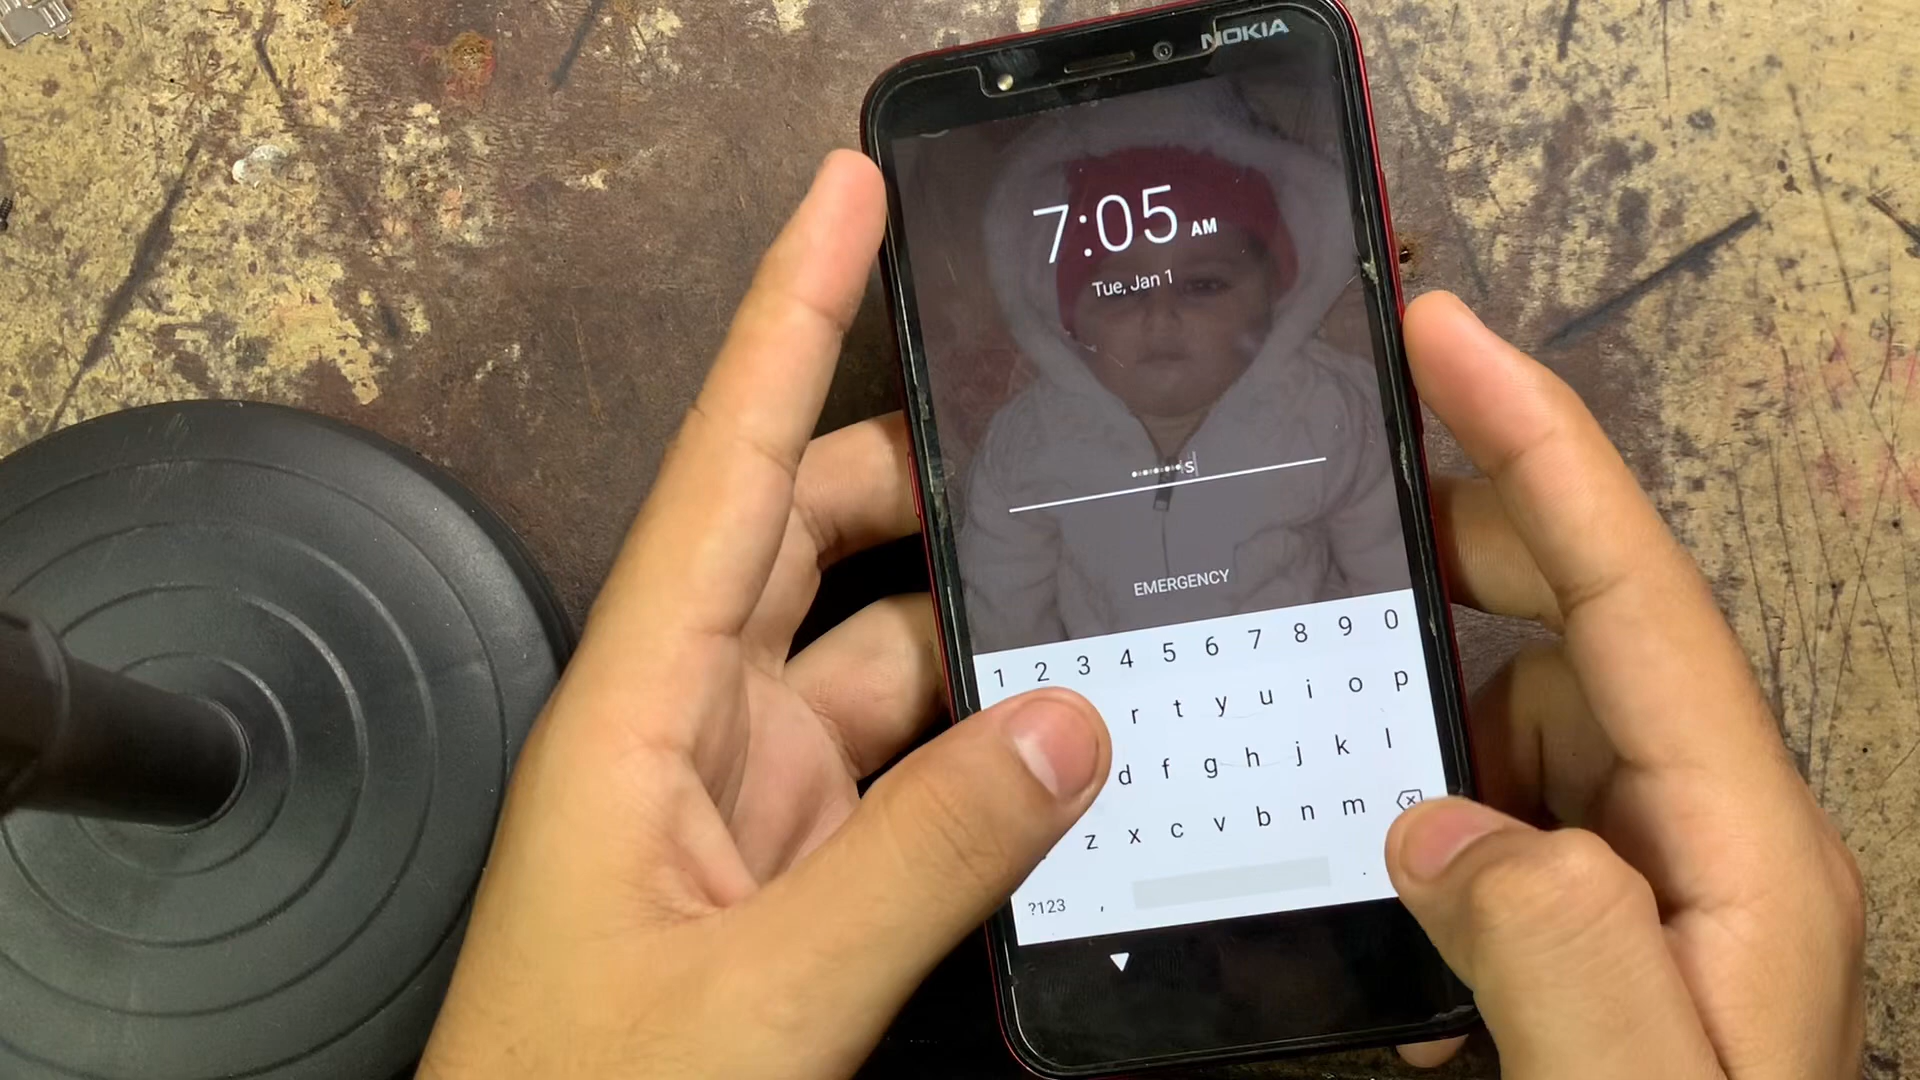 NOKIA
7:05 AM
Tue, Jan 1
••••••••s
EMERGENCY
1 2 3 4 5 6 7 8 9 0
r t y u i o p
d f g h j k l
z x c v b n m
?123 , .